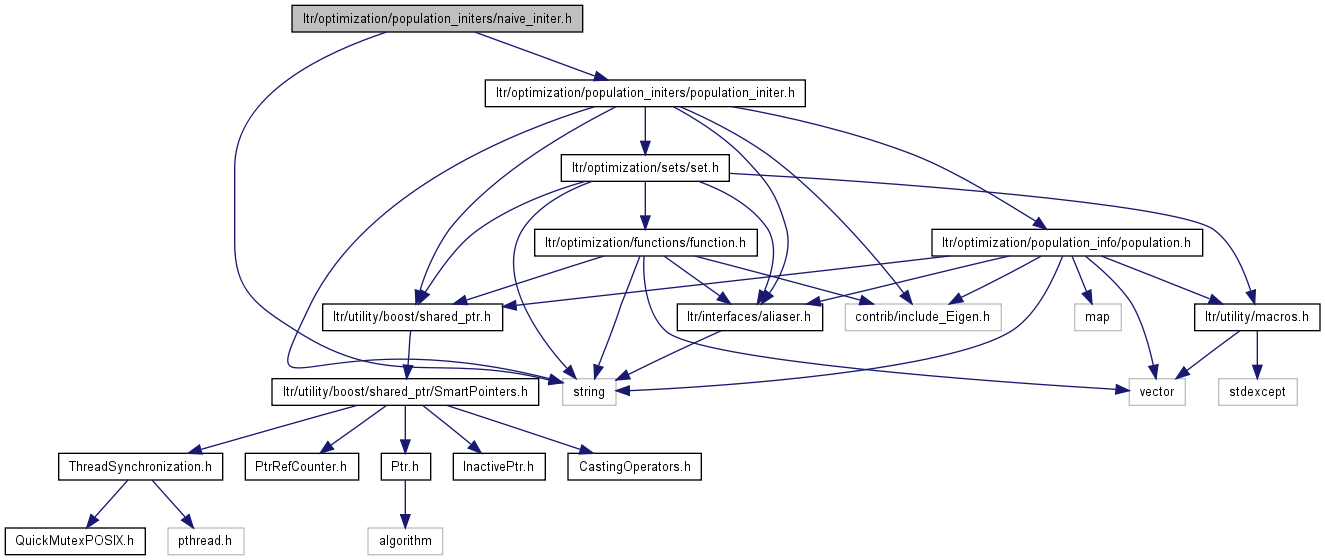 ltr/optimization/population_initers/naive_initer.h
ltr/optimization/population_initers/population_initer.h
ltr/optimization/sets/set.h
ltr/optimization/functions/function.h
ltr/optimization/population_info/population.h
ltr/utility/boost/shared_ptr.h
ltr/interfaces/aliaser.h
contrib/include_Eigen.h
map
ltr/utility/macros.h
ltr/utility/boost/shared_ptr/SmartPointers.h
string
vector
stdexcept
ThreadSynchronization.h
PtrRefCounter.h
Ptr.h
InactivePtr.h
CastingOperators.h
QuickMutexPOSIX.h
pthread.h
algorithm